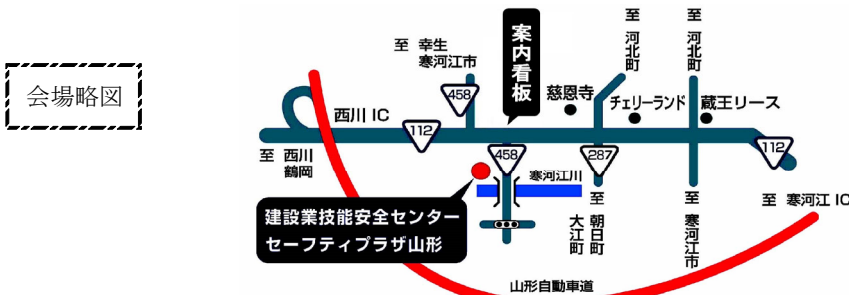 会場略図
案内看板
至 幸生
寒河江市
至 河北町
至 河北町
458
慈恩寺
チェリーランド
蔵王リース
西川 IC
112
至 西川
鶴岡
458
287
112
寒河江川
至 寒河江 IC
建設業技能安全センター
セーフティプラザ山形
至 朝日町
大江町
至 寒河江市
山形自動車道